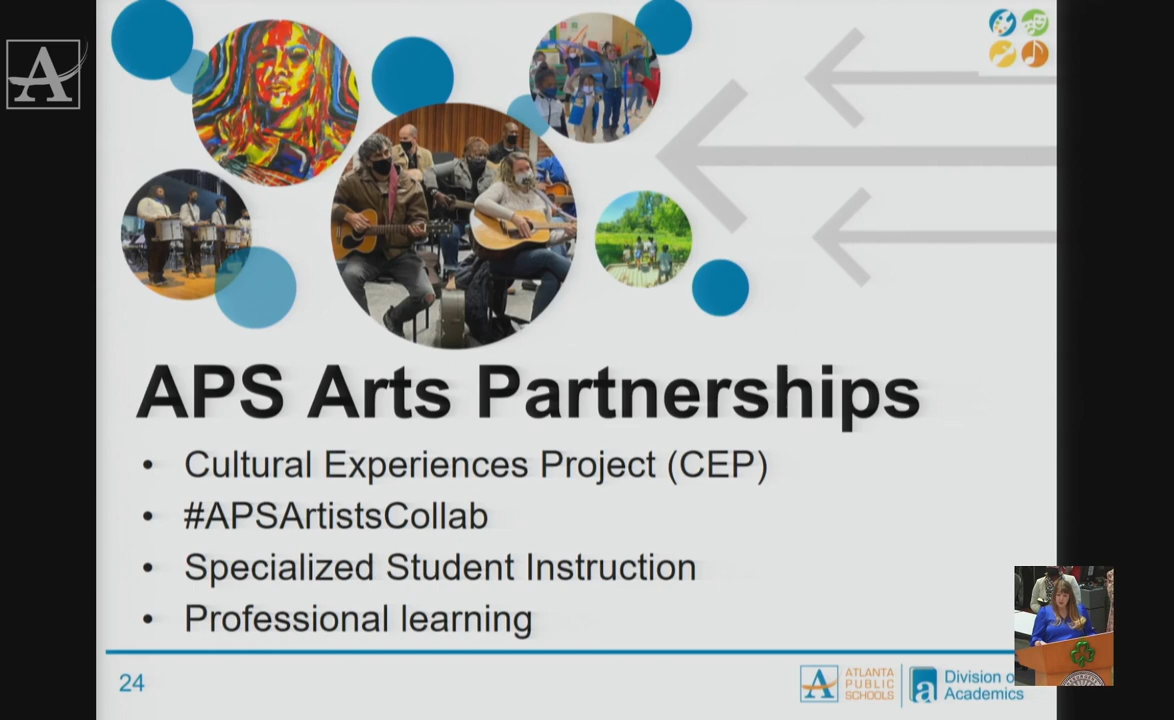 A
APS Arts Partnerships
• Cultural Experiences Project (CEP)
• #APSArtistsCollab
• Specialized Student Instruction
• Professional learning
24
A
ATLANTA
PUBLIC
SCHOOLS
a
Division
Academics